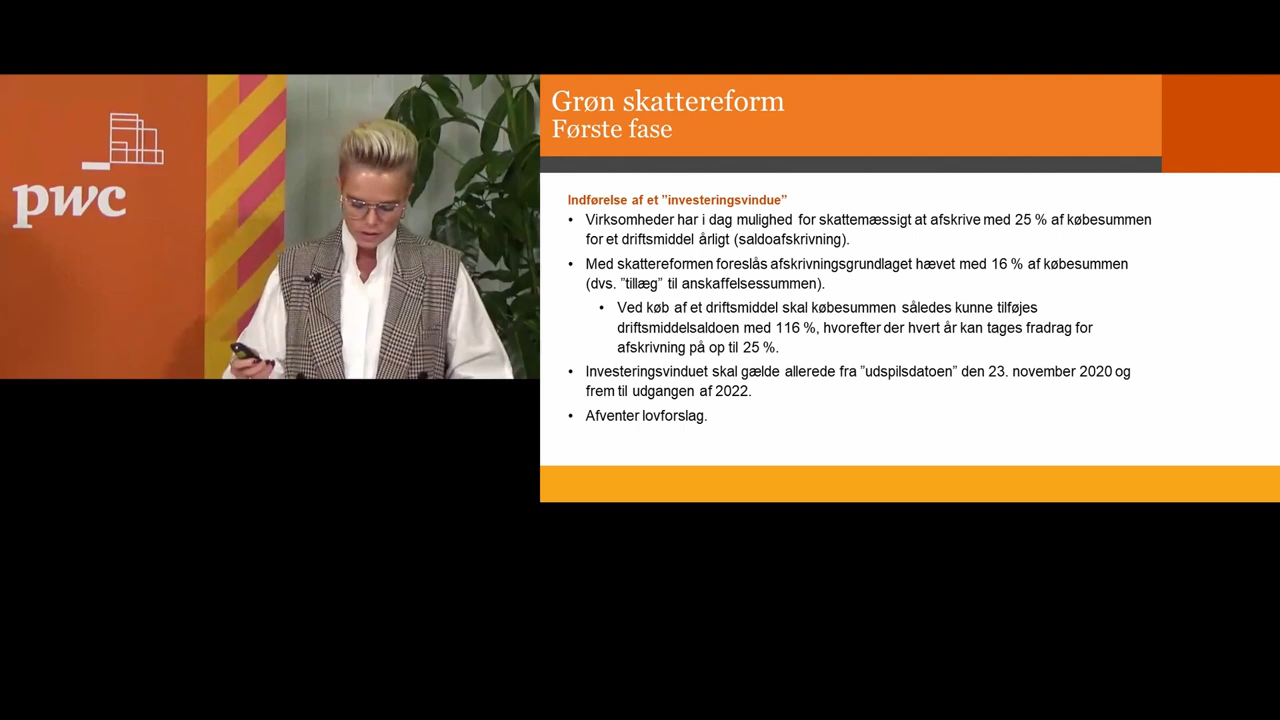 pwc
Grøn skattereform
Første fase
Indførelse af et ”investeringsvindue”
• Virksomheder har i dag mulighed for skattemæssigt at afskrive med 25 % af købesummen
for et driftsmiddel årligt (saldoafskrivning).
• Med skattereformen foreslås afskrivningsgrundlaget hævet med 16 % af købesummen
(dvs. ”tillæg” til anskaffelsessummen).
• Ved køb af et driftsmiddel skal købesummen således kunne tilføjes
driftsmiddelsaldoen med 116 %, hvorefter der hvert år kan tages fradrag for
afskrivning på op til 25 %.
• Investeringsvinduet skal gælde allerede fra ”udspilsdatoen” den 23. november 2020 og
frem til udgangen af 2022.
• Afventer lovforslag.